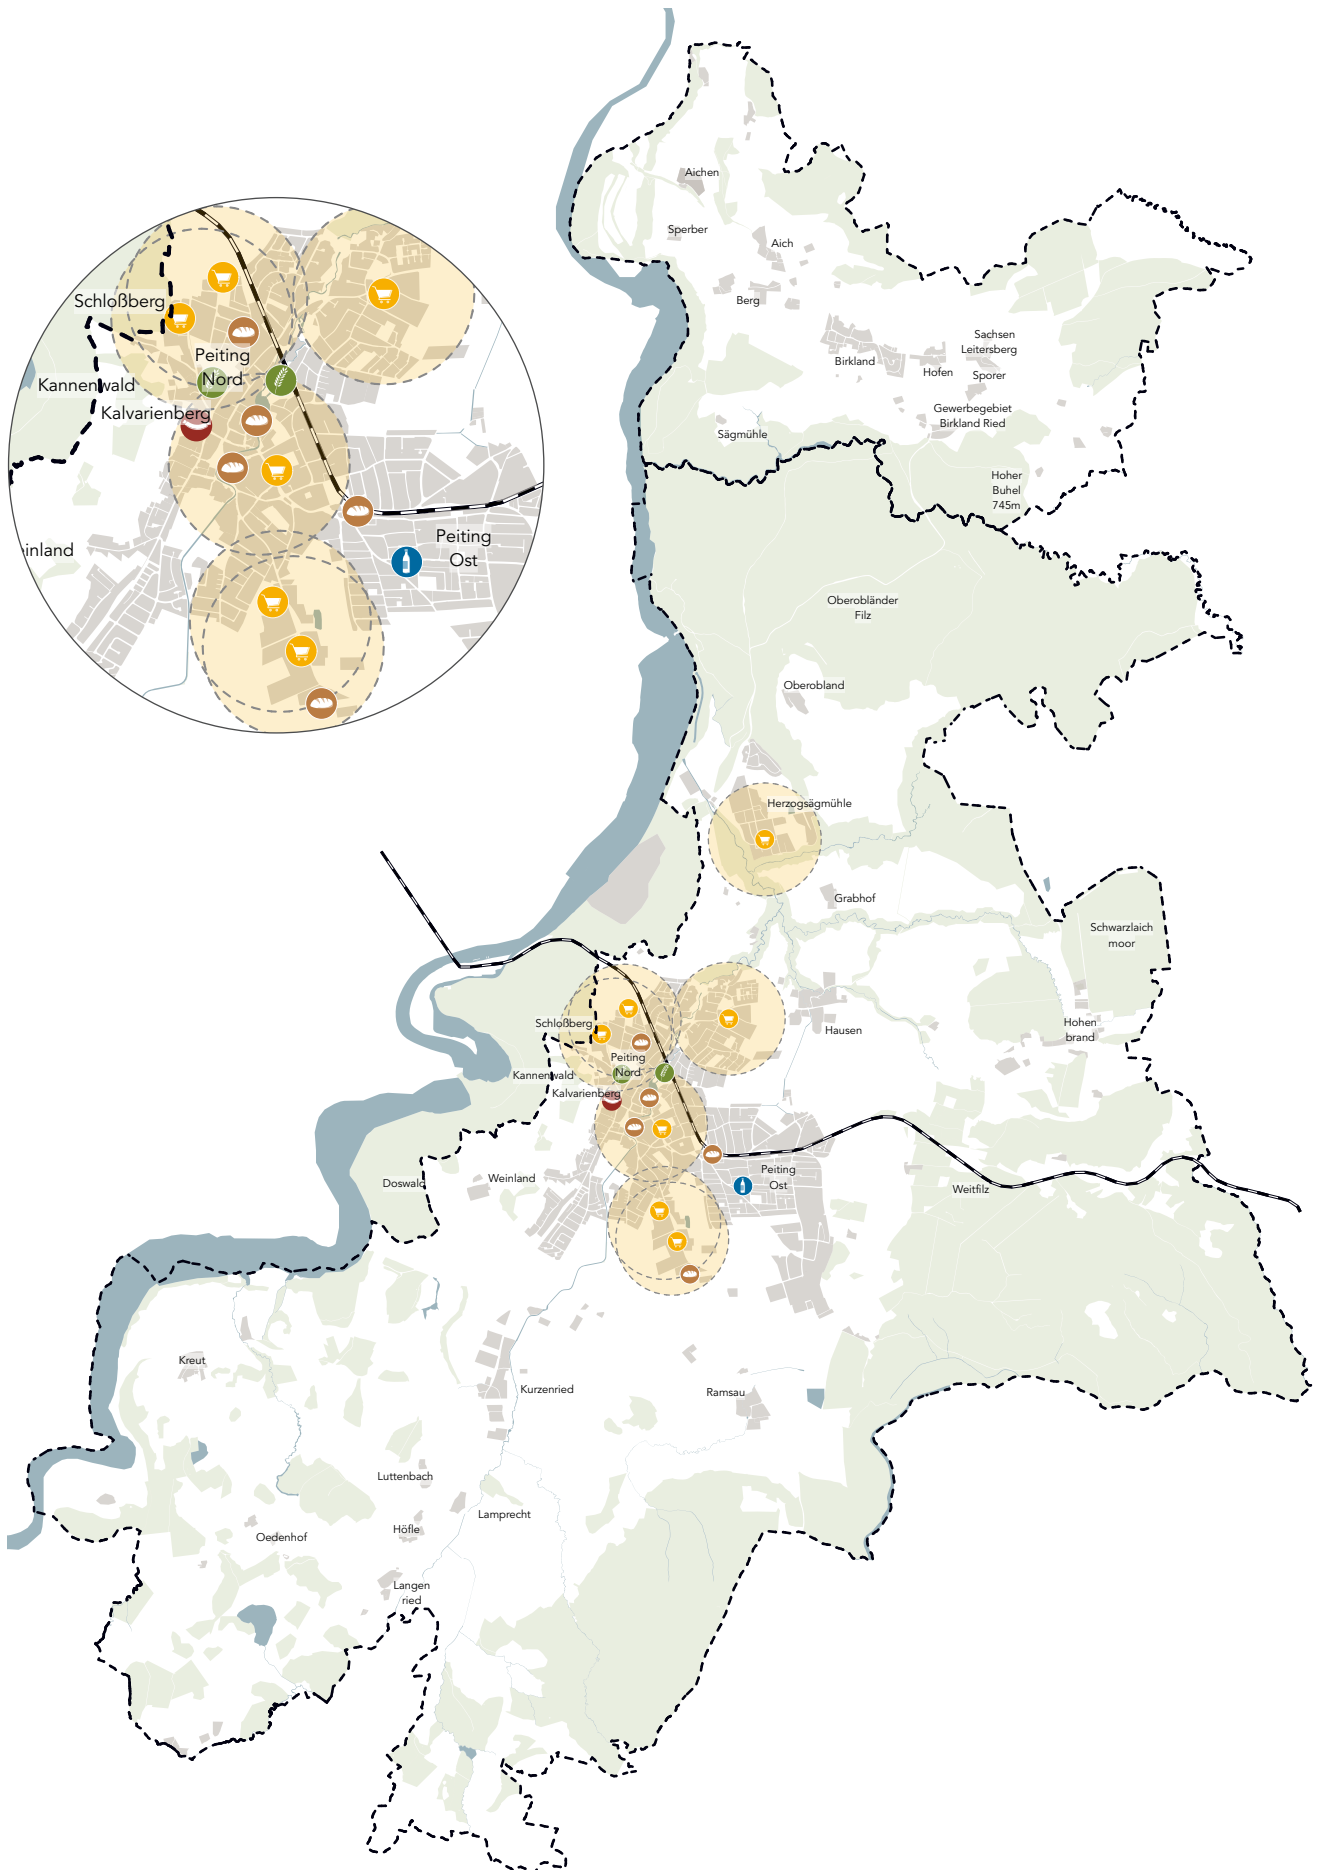 Aichen
Sperber
Aich
Berg
Sachsen
Leitersberg
Birkland
Hofen
Sporer
Gewerbegebiet
Birkland Ried
Sägmühle
Hoher
Buhel
745m
Schloßberg
Peiting
Nord
Kannenwald
Kalvarienberg
einland
Peiting
Ost
Oberobländer
Filz
Oberobland
Herzogsägmühle
Grabhof
Schwarzlaich
moor
Schloßberg
Hausen
Hohen
brand
Peiting
Nord
Kannenwald
Kalvarienberg
Peiting
Ost
Weinland
Doswald
Weitfilz
Kreut
Kurzenried
Ramsau
Luttenbach
Lamprecht
Höfle
Oedenhof
Langen
ried